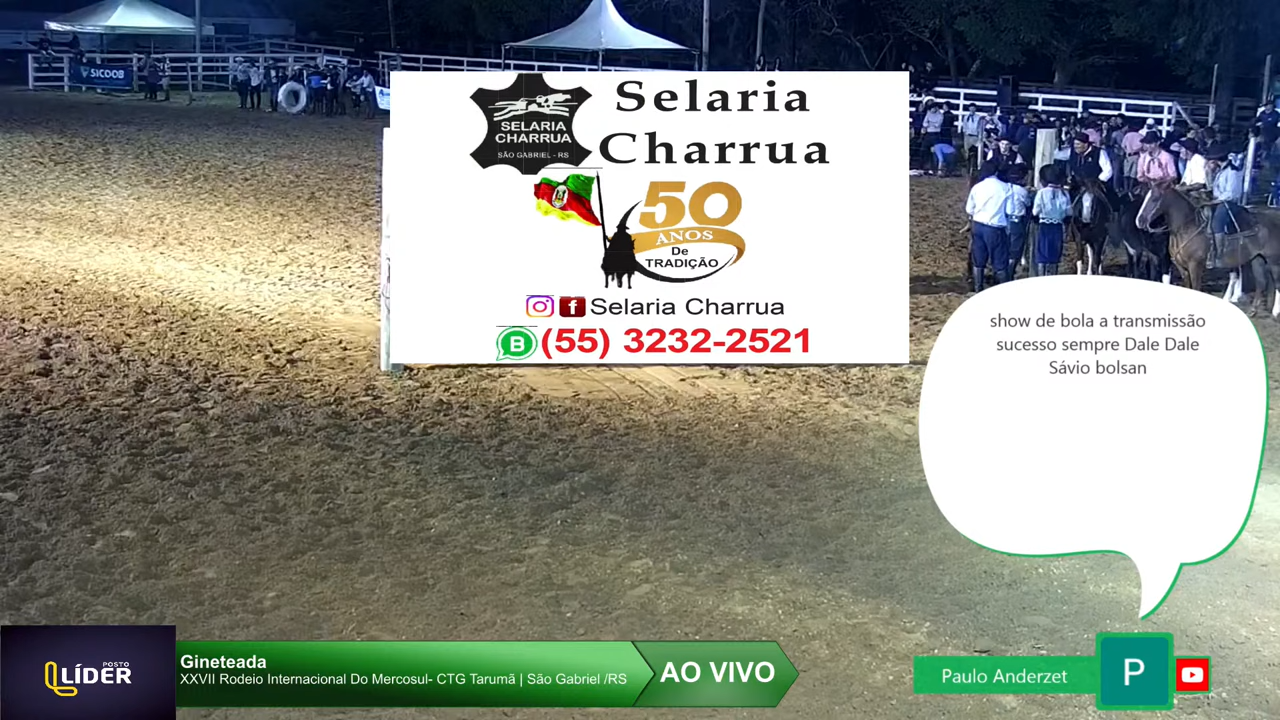 SICOOB
SELARIA
CHARRUA
SÃO GABRIEL - RS
Selaria
Charrua
50
ANOS
De
TRADIÇÃO
Selaria Charrua
(55) 3232-2521
show de bola a transmissão
sucesso sempre Dale Dale
Sávio bolsan
POSTO
LÍDER
Gineteada
XXVII Rodeio Internacional Do Mercosul- CTG Tarumã | São Gabriel /RS
AO VIVO
Paulo Anderzet
P